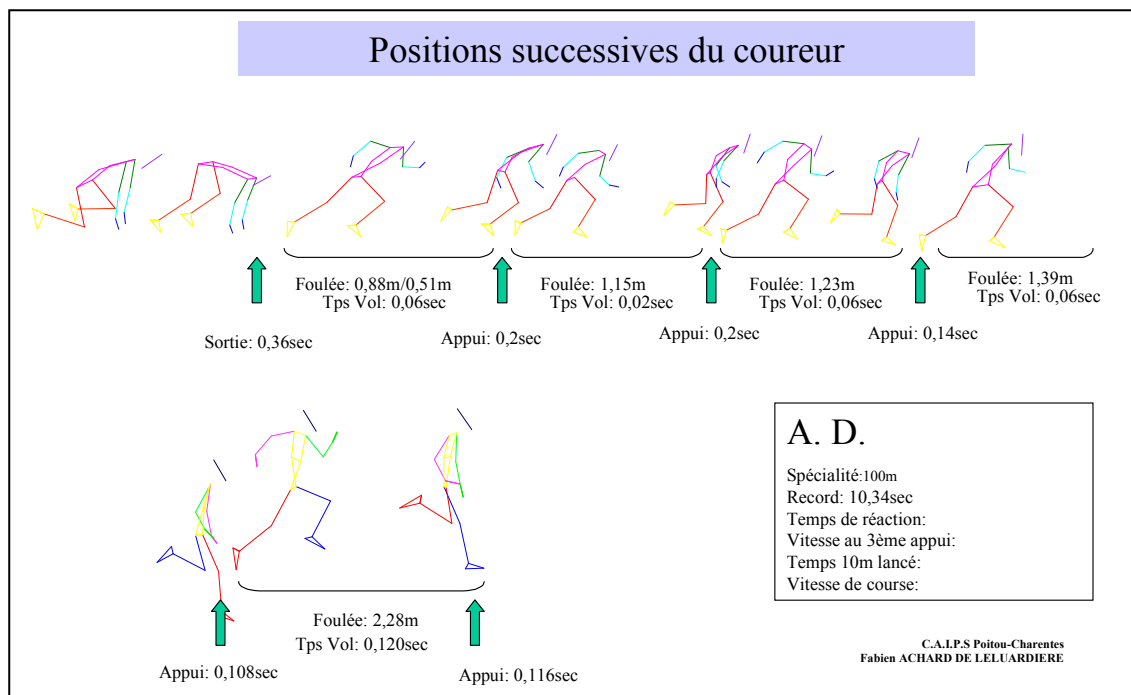 Positions successives du coureur
Foulée: 0,88m/0,51m
Tps Vol: 0,06sec
Foulée: 1,15m
Tps Vol: 0,02sec
Foulée: 1,23m
Tps Vol: 0,06sec
Foulée: 1,39m
Tps Vol: 0,06sec
Sortie: 0,36sec
Appui: 0,2sec
Appui: 0,2sec
Appui: 0,14sec
A. D.
Spécialité:100m
Record: 10,34sec
Temps de réaction:
Vitesse au 3ème appui:
Temps 10m lancé:
Vitesse de course:
Foulée: 2,28m
Tps Vol: 0,120sec
Appui: 0,108sec
Appui: 0,116sec
C.A.I.P.S Poitou-Charentes
Fabien ACHARD DE LELUARDIERE